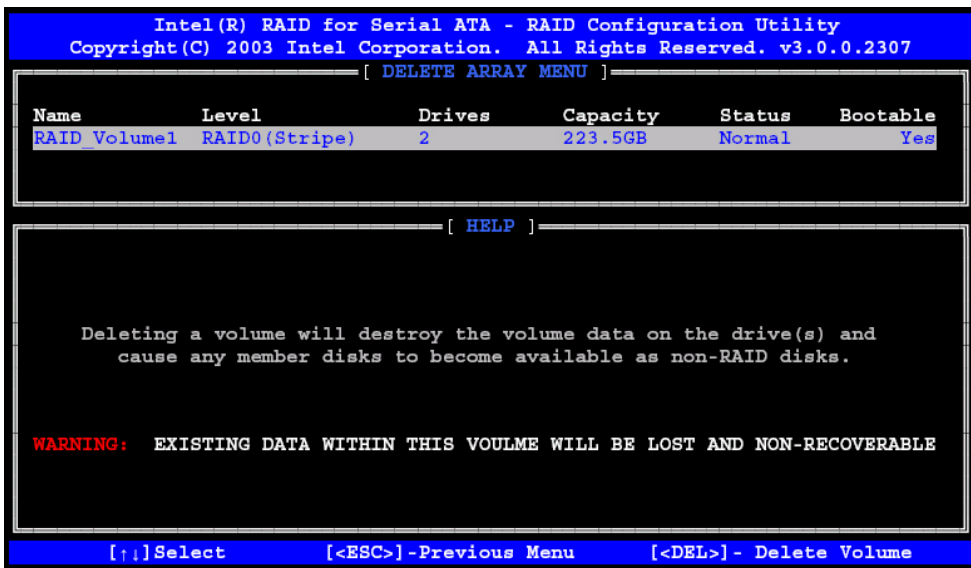 Intel(R) RAID for Serial ATA - RAID Configuration Utility
Copyright(C) 2003 Intel Corporation. All Rights Reserved. v3.0.0.2307
[ DELETE ARRAY MENU ]
Name Level Drives Capacity Status Bootable
RAID_Volume1 RAID0(Stripe) 2 223.5GB Normal Yes
[ HELP ]
Deleting a volume will destroy the volume data on the drive(s) and
cause any member disks to become available as non-RAID disks.
WARNING: EXISTING DATA WITHIN THIS VOULME WILL BE LOST AND NON-RECOVERABLE
[↑↓]Select [<ESC>]-Previous Menu [<DEL>]- Delete Volume